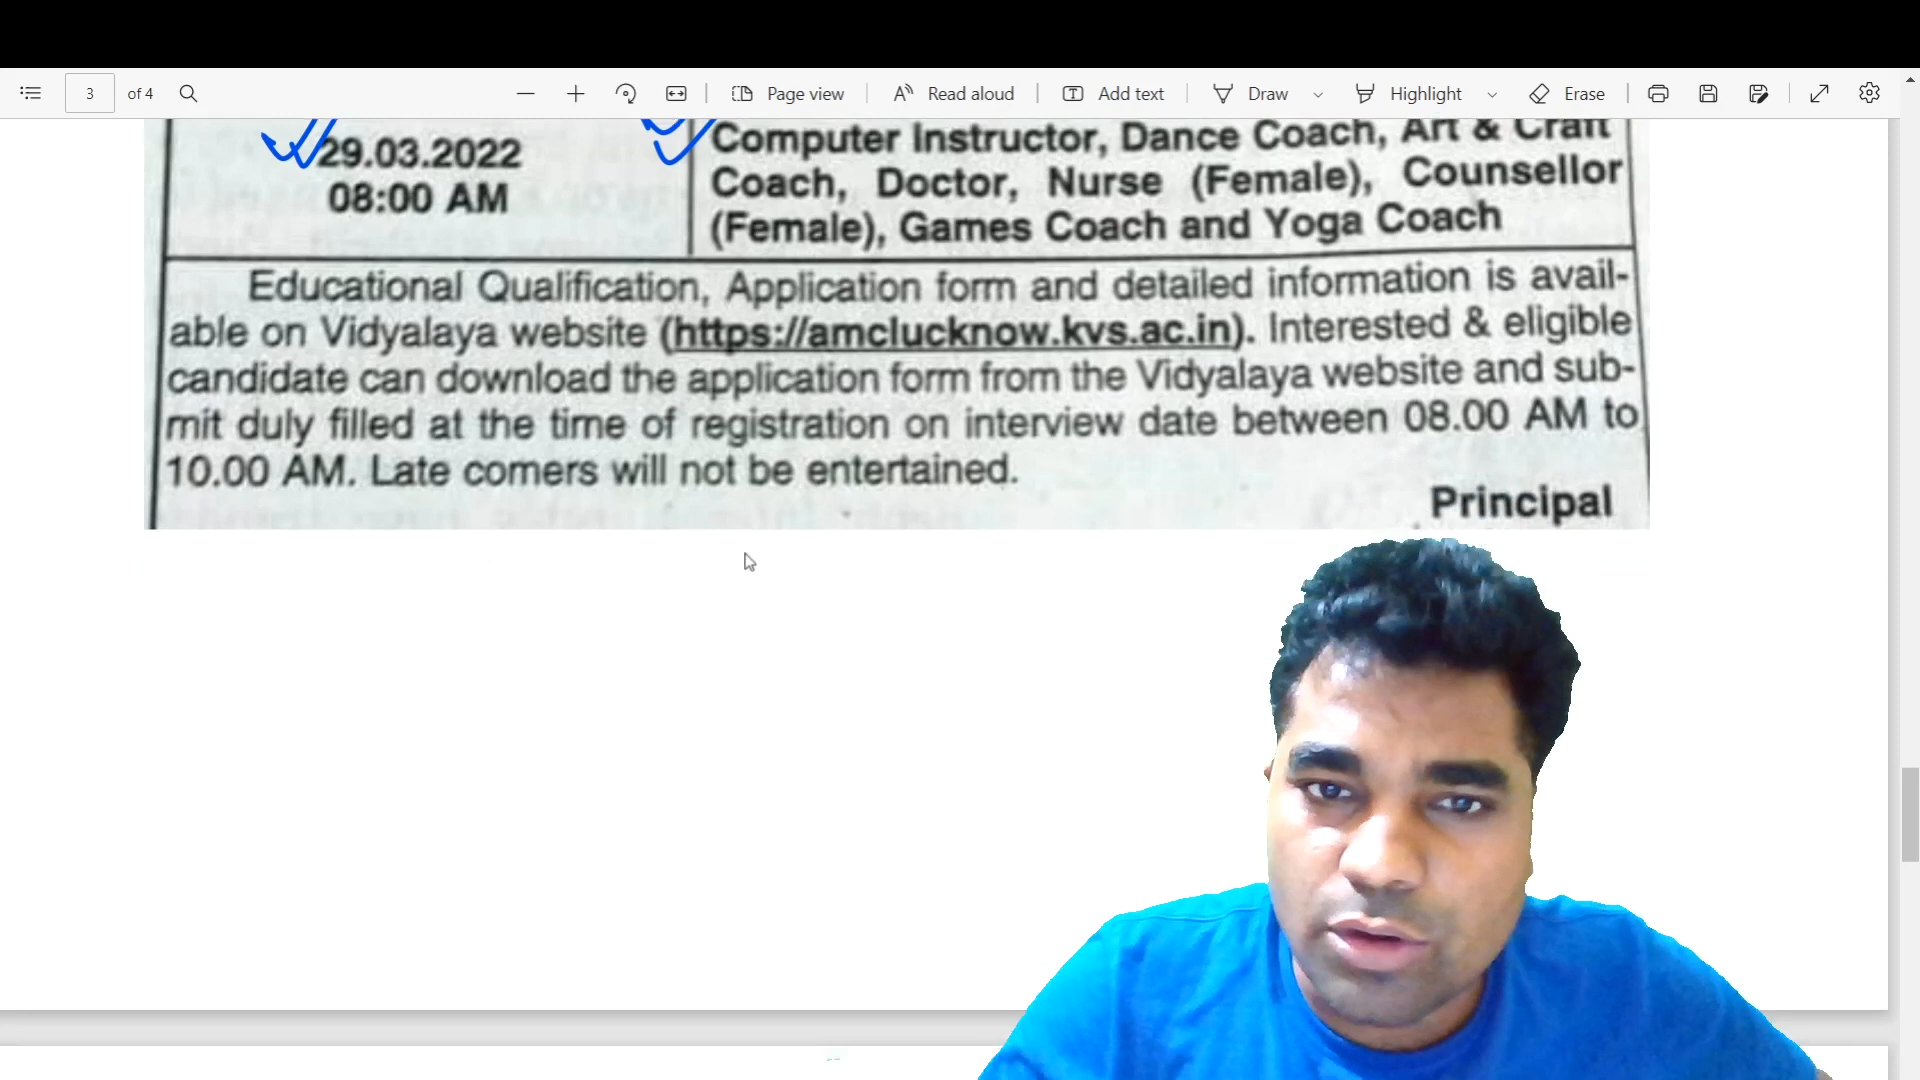 3 of 4 Page view Read aloud Add text Draw Highlight Erase
29.03.2022
08:00 AM
Computer Instructor, Dance Coach, Art & Craft
Coach, Doctor, Nurse (Female), Counsellor
(Female), Games Coach and Yoga Coach
Educational Qualification, Application form and detailed information is avail-
able on Vidyalaya website (https://amclucknow.kvs.ac.in). Interested & eligible
candidate can download the application form from the Vidyalaya website and sub-
mit duly filled at the time of registration on interview date between 08.00 AM to
10.00 AM. Late comers will not be entertained.
Principal